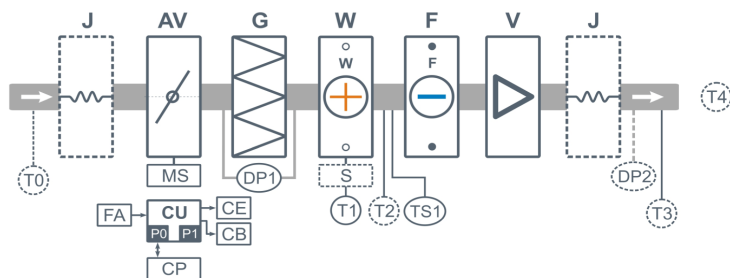 J AV G W F V J
W F
T4
T0 MS DP1 S DP2
T1 T2 TS1 T3
FA CU CE
P0 P1 CB
CP